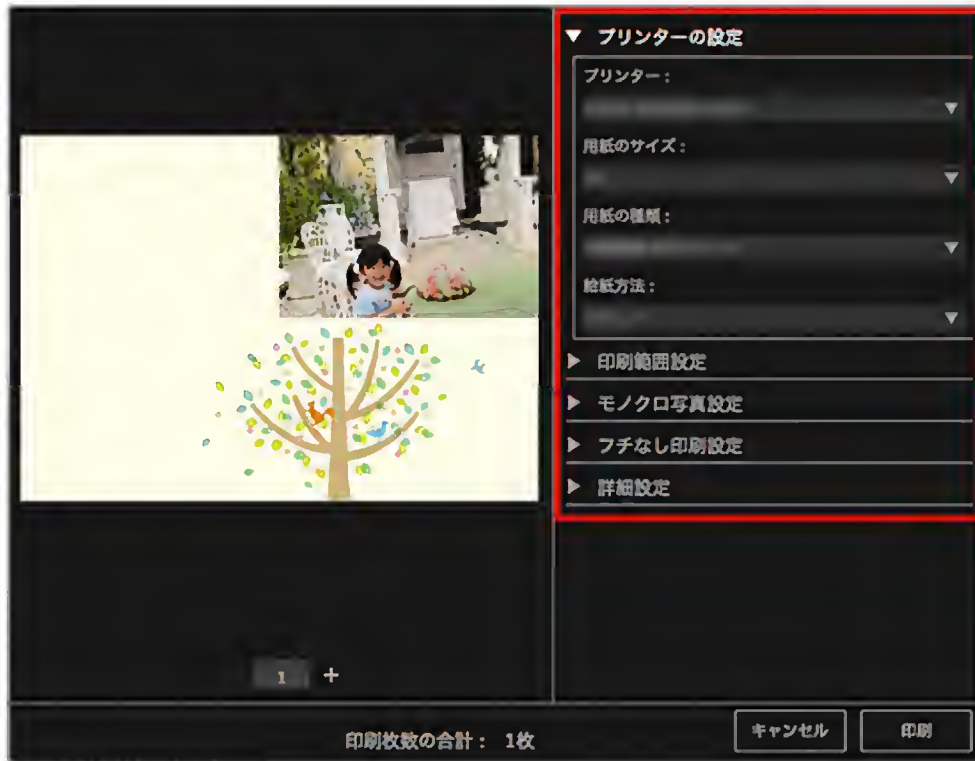 プリンターの設定
プリンター：
用紙のサイズ：
用紙の種類：
給紙方法：
印刷範囲設定
モノクロ写真設定
フチなし印刷設定
詳細設定
1 +
印刷枚数の合計： 1枚
キャンセル
印刷